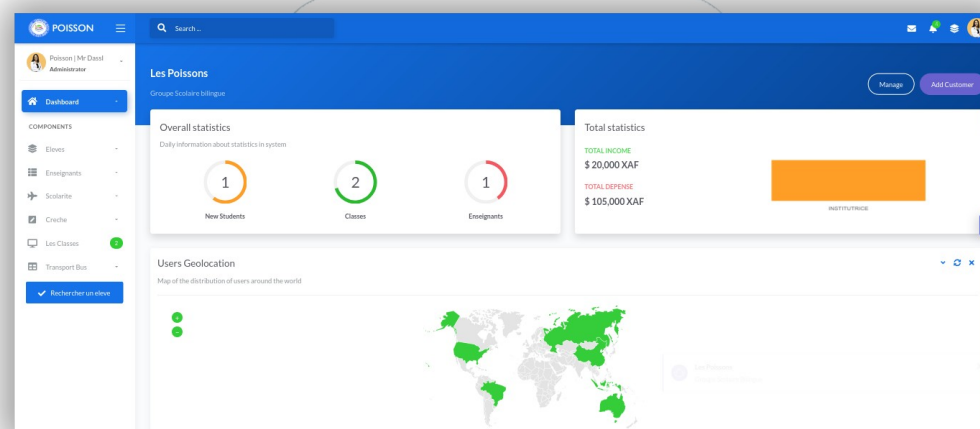 POISSON
Search ...
Poisson | Mr Dassi
Administrator
Dashboard
COMPONENTS
Eleves
Enseignants
Scolarite
Creche
Les Classes 2
Transport Bus
Rechercher un eleve
Les Poissons
Groupe Scolaire bilingue
Manage
Add Customer
Overall statistics
Daily information about statistics in system
1
New Students
2
Classes
1
Enseignants
Total statistics
TOTAL INCOME
$ 20,000 XAF
TOTAL DEPENSE
$ 105,000 XAF
INSTITUTRICE
Users Geolocation
Map of the distribution of users around the world
+
-
Les Poissons